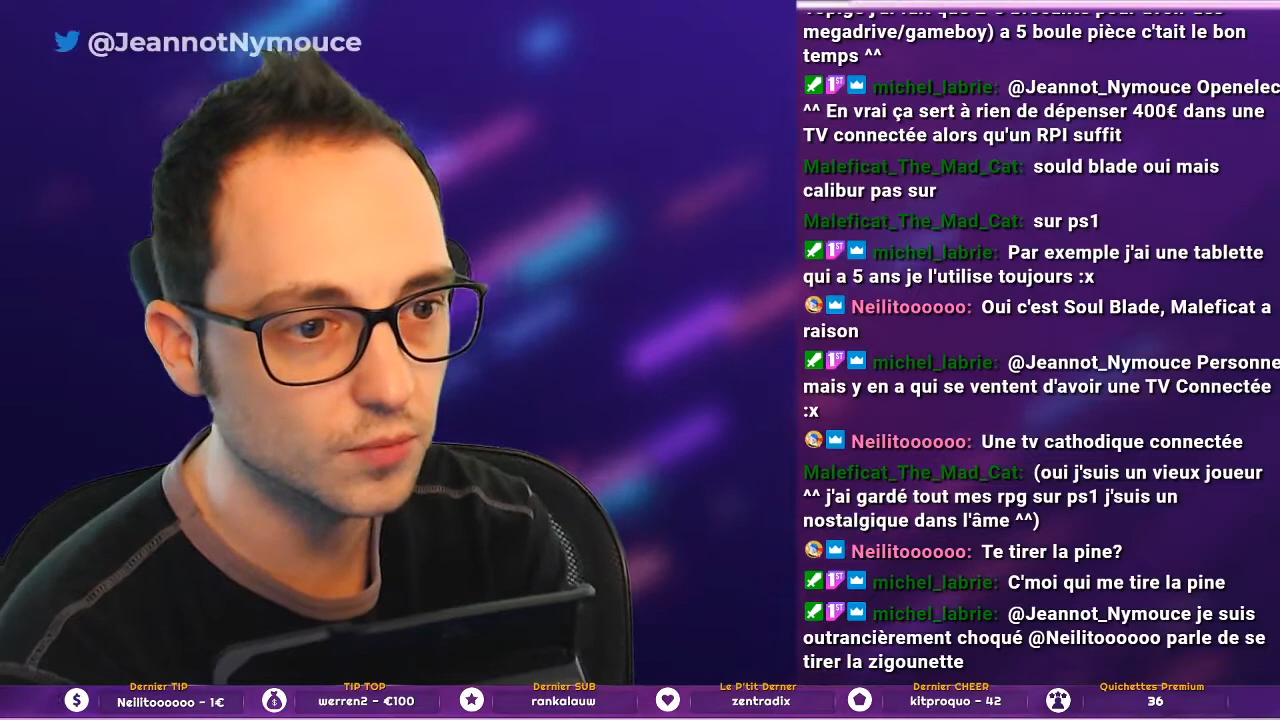 @JeannotNymouce
megadrive/gameboy) a 5 boule pièce c'tait le bon
temps ^^
michel_labrie: @Jeannot_Nymouce Openelec
^^ En vrai ça sert à rien de dépenser 400€ dans une
TV connectée alors qu'un RPI suffit
Maleficat_The_Mad_Cat: sould blade oui mais
calibur pas sur
Maleficat_The_Mad_Cat: sur ps1
michel_labrie: Par exemple j'ai une tablette
qui a 5 ans je l'utilise toujours :x
Neilitoooooo: Oui c'est Soul Blade, Maleficat a
raison
michel_labrie: @Jeannot_Nymouce Personne
mais y en a qui se ventent d'avoir une TV Connectée
:x
Neilitoooooo: Une tv cathodique connectée
Maleficat_The_Mad_Cat: (oui j'suis un vieux joueur
^^ j'ai gardé tout mes rpg sur ps1 j'suis un
nostalgique dans l'âme ^^)
Neilitoooooo: Te tirer la pine?
michel_labrie: C'moi qui me tire la pine
michel_labrie: @Jeannot_Nymouce je suis
outrancièrement choqué @Neilitoooooo parle de se
tirer la zigounette
Dernier TIP
Neilitoooooo - 1€
TIP TOP
werren2 - €100
Dernier SUB
rankalauw
Le P'tit Derner
zentradix
Dernier CHEER
kitproquo - 42
Quichettes Premium
36